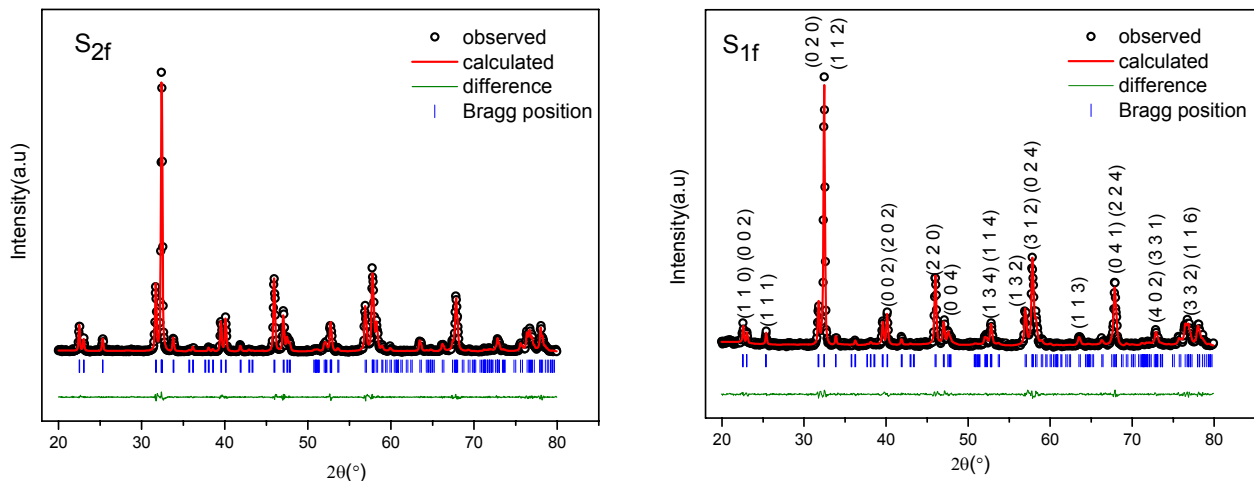 S2f
observed
calculated
difference
Bragg position
Intensity(a.u)
20 30 40 50 60 70 80
2θ(°)
S1f
observed
calculated
difference
Bragg position
(0 2 0)
(1 1 2)
(1 1 0) (0 0 2)
(1 1 1)
(0 0 2) (2 0 2)
(2 2 0)
(0 0 4)
(1 3 4) (1 1 4)
(1 3 2)
(3 1 2) (0 2 4)
(1 1 3)
(0 4 1) (2 2 4)
(4 0 2) (3 3 1)
(3 3 2) (1 1 6)
Intensity(a.u)
20 30 40 50 60 70 80
2θ(°)